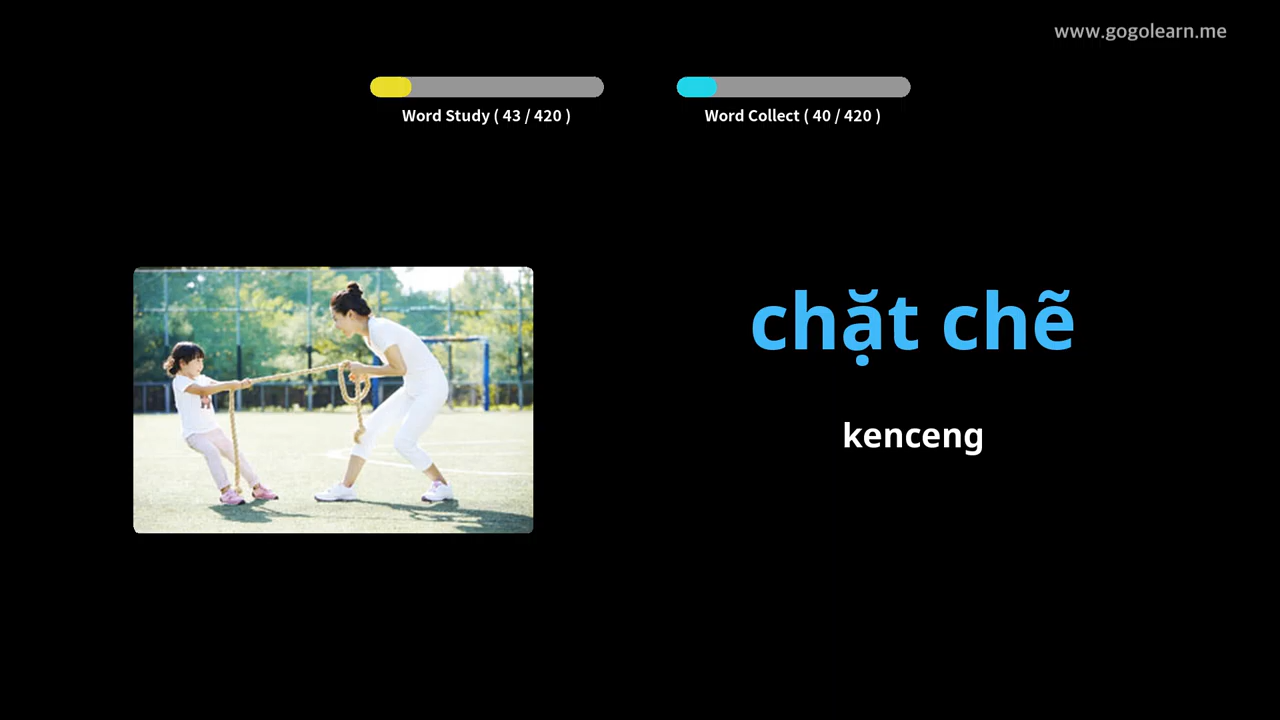 www.gogolearn.me
Word Study ( 43 / 420 )
Word Collect ( 40 / 420 )
chặt chẽ
kenceng